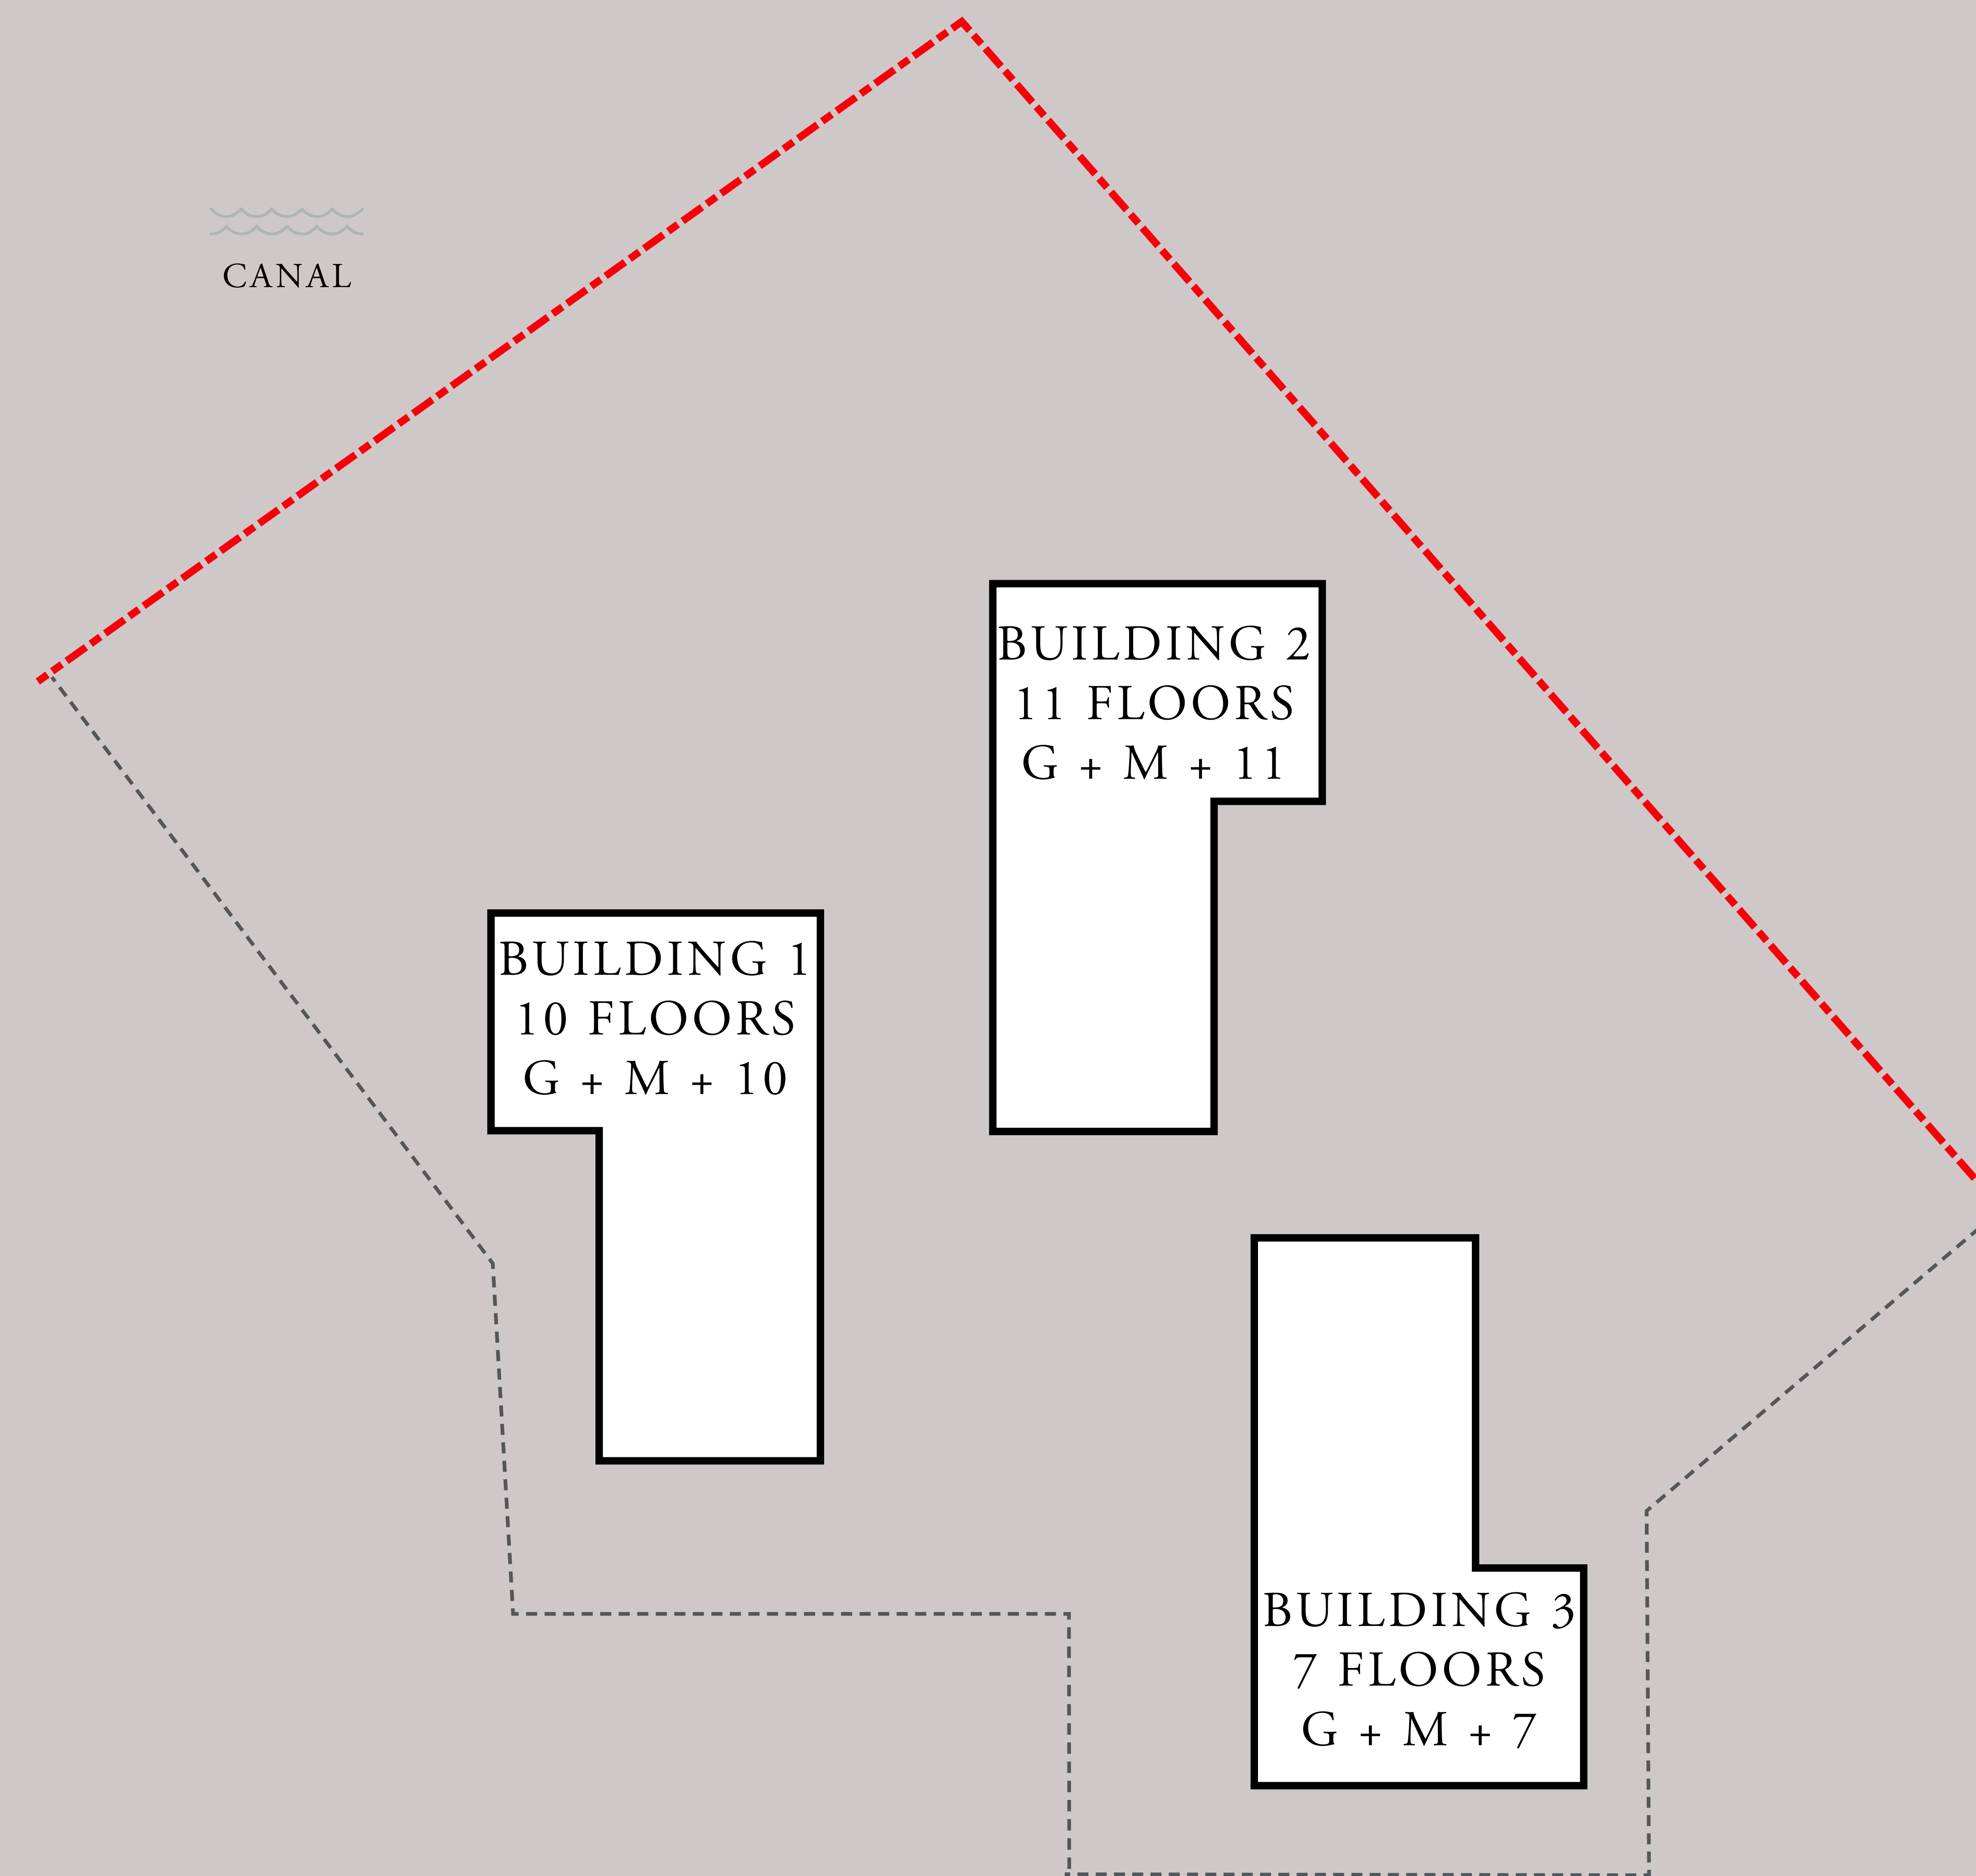 CANAL
BUILDING 2
11 FLOORS
G + M + 11
BUILDING 1
10 FLOORS
G + M + 10
BUILDING 3
7 FLOORS
G + M + 7